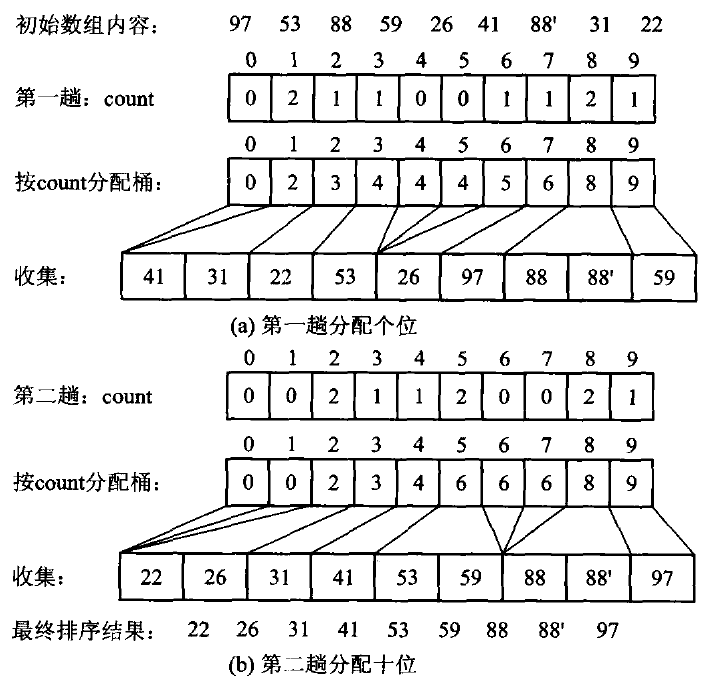 初始数组内容： 97 53 88 59 26 41 88' 31 22
0 1 2 3 4 5 6 7 8 9
第一趟：count 0 2 1 1 0 0 1 1 2 1
0 1 2 3 4 5 6 7 8 9
按count分配桶： 0 2 3 4 4 4 5 6 8 9
收集： 41 31 22 53 26 97 88 88' 59
(a) 第一趟分配个位
0 1 2 3 4 5 6 7 8 9
第二趟：count 0 0 2 1 1 2 0 0 2 1
0 1 2 3 4 5 6 7 8 9
按count分配桶： 0 0 2 3 4 6 6 6 8 9
收集： 22 26 31 41 53 59 88 88' 97
最终排序结果： 22 26 31 41 53 59 88 88' 97
(b) 第二趟分配十位